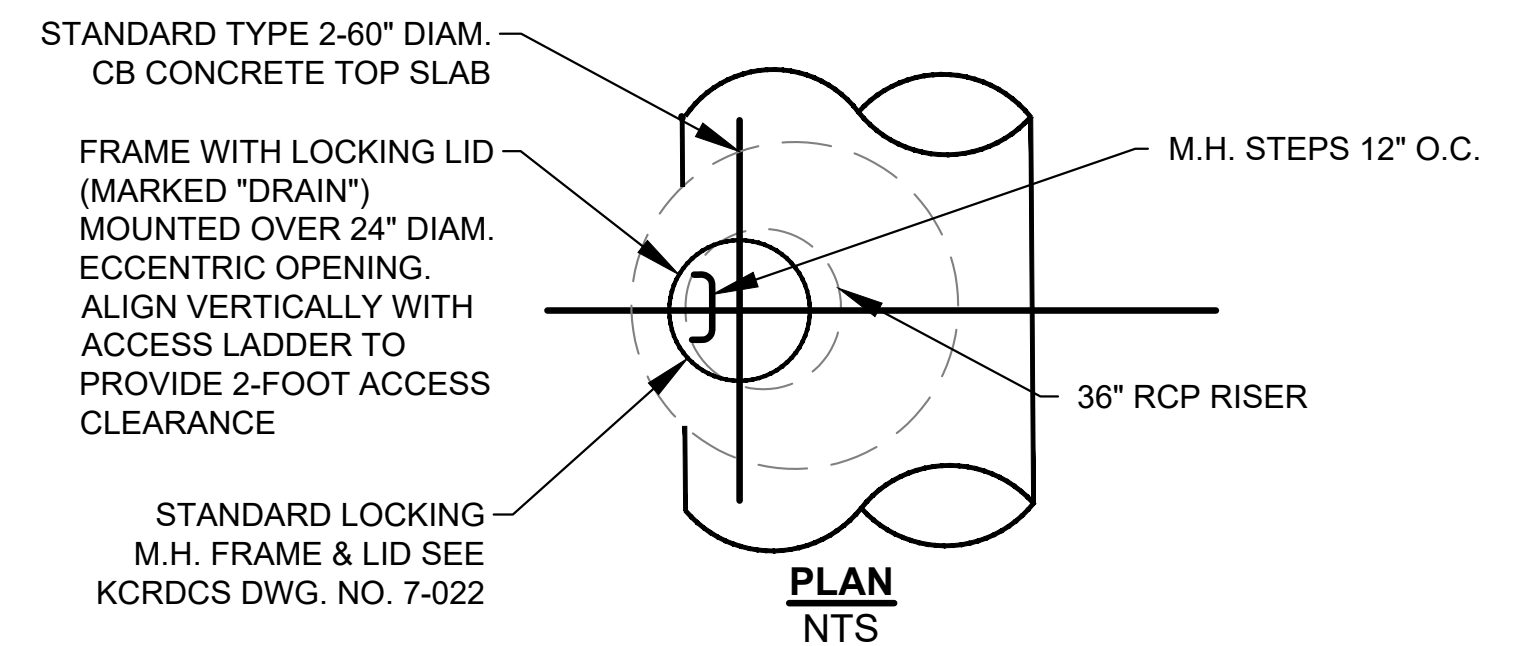 STANDARD TYPE 2-60" DIAM.
CB CONCRETE TOP SLAB
FRAME WITH LOCKING LID
(MARKED "DRAIN")
MOUNTED OVER 24" DIAM.
ECCENTRIC OPENING.
ALIGN VERTICALLY WITH
ACCESS LADDER TO
PROVIDE 2-FOOT ACCESS
CLEARANCE
STANDARD LOCKING
M.H. FRAME & LID SEE
KCRDCS DWG. NO. 7-022
M.H. STEPS 12" O.C.
36" RCP RISER
PLAN
NTS